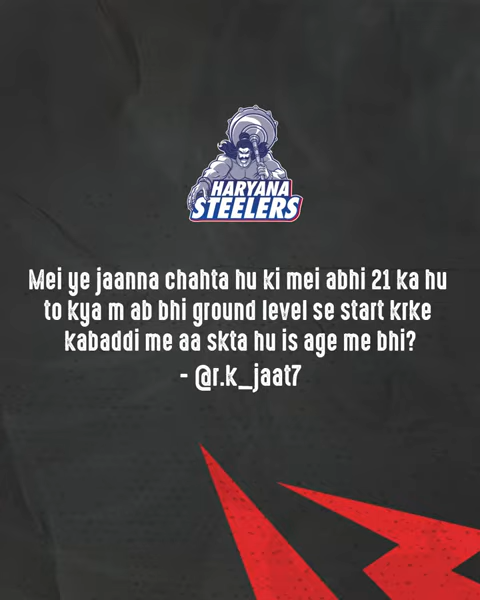 HARYANA
STEELERS
Mei ye jaanna chahta hu ki mei abhi 21 ka hu
to kya m ab bhi ground level se start krke
kabaddi me aa skta hu is age me bhi?
- @r.k_jaat7